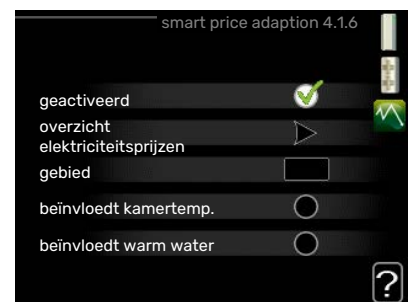 smart price adaption 4.1.6
geactiveerd
overzicht
elektriciteitsprijzen
gebied
beïnvloedt kamertemp.
beïnvloedt warm water
?